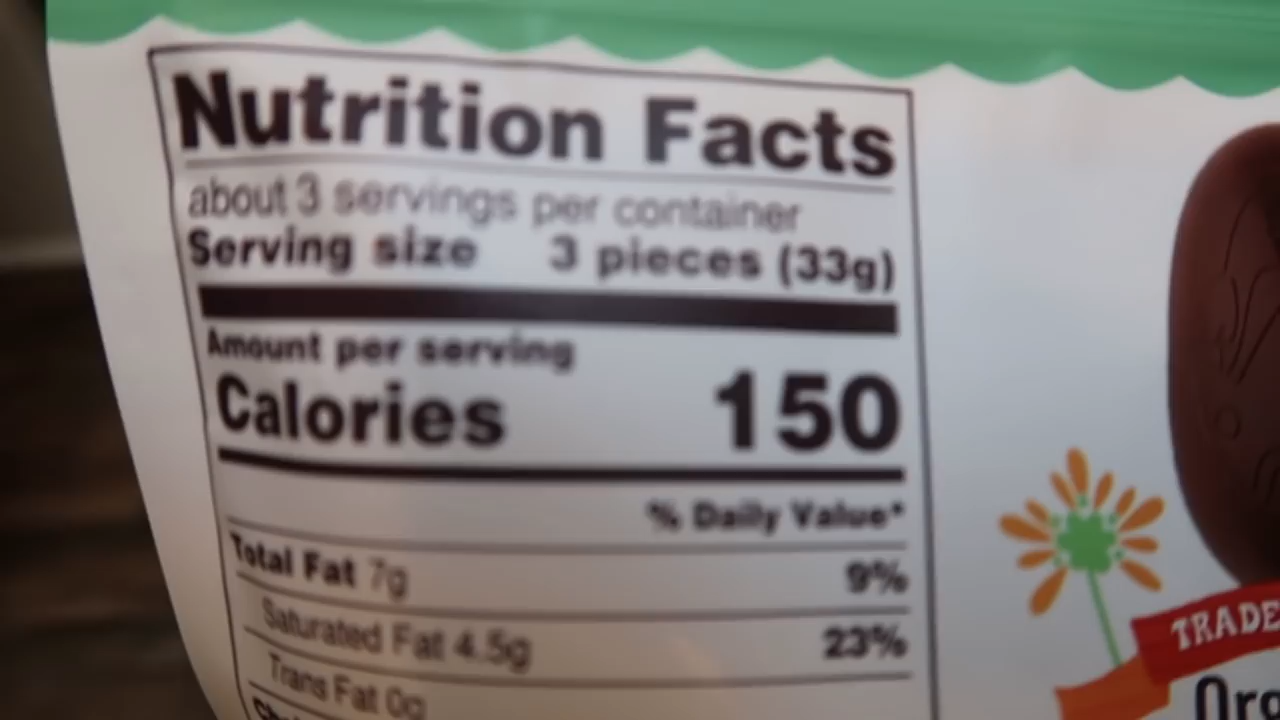 Nutrition Facts
about 3 servings per container
Serving size 3 pieces (33g)
Amount per serving
Calories 150
% Daily Value*
Total Fat 7g 9%
Saturated Fat 4.5g 23%
Trans Fat 0g
TRADE
Org